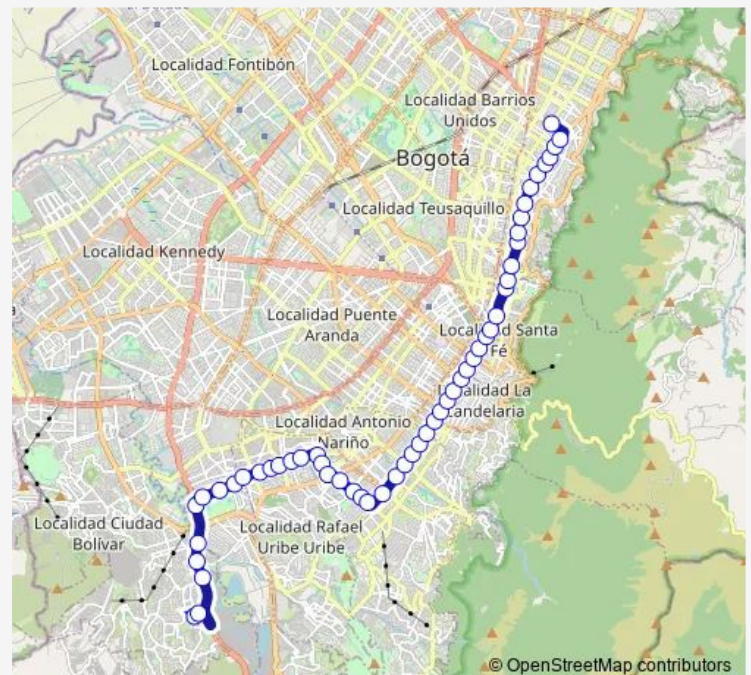 Localidad Fontibón
Localidad Barrios
Unidos
Bogotá
Localidad Teusaquillo
Localidad Kennedy
Localidad Puente
Aranda
Localidad Santa
Fé
Localidad La
Candelaria
Localidad Antonio
Nariño
Localidad Ciudad
Bolívar
Localidad Rafael
Uribe Uribe
© OpenStreetMap contributors